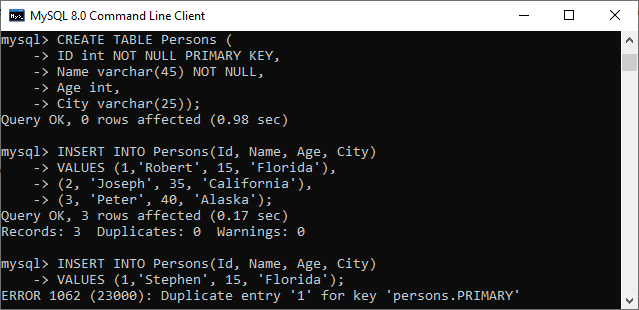 MySQL 8.0 Command Line Client
mysql> CREATE TABLE Persons (
    -> ID int NOT NULL PRIMARY KEY,
    -> Name varchar(45) NOT NULL,
    -> Age int,
    -> City varchar(25));
Query OK, 0 rows affected (0.98 sec)
mysql> INSERT INTO Persons(Id, Name, Age, City)
    -> VALUES (1,'Robert', 15, 'Florida'),
    -> (2, 'Joseph', 35, 'California'),
    -> (3, 'Peter', 40, 'Alaska');
Query OK, 3 rows affected (0.17 sec)
Records: 3  Duplicates: 0  Warnings: 0
mysql> INSERT INTO Persons(Id, Name, Age, City)
    -> VALUES (1,'Stephen', 15, 'Florida');
ERROR 1062 (23000): Duplicate entry '1' for key 'persons.PRIMARY'